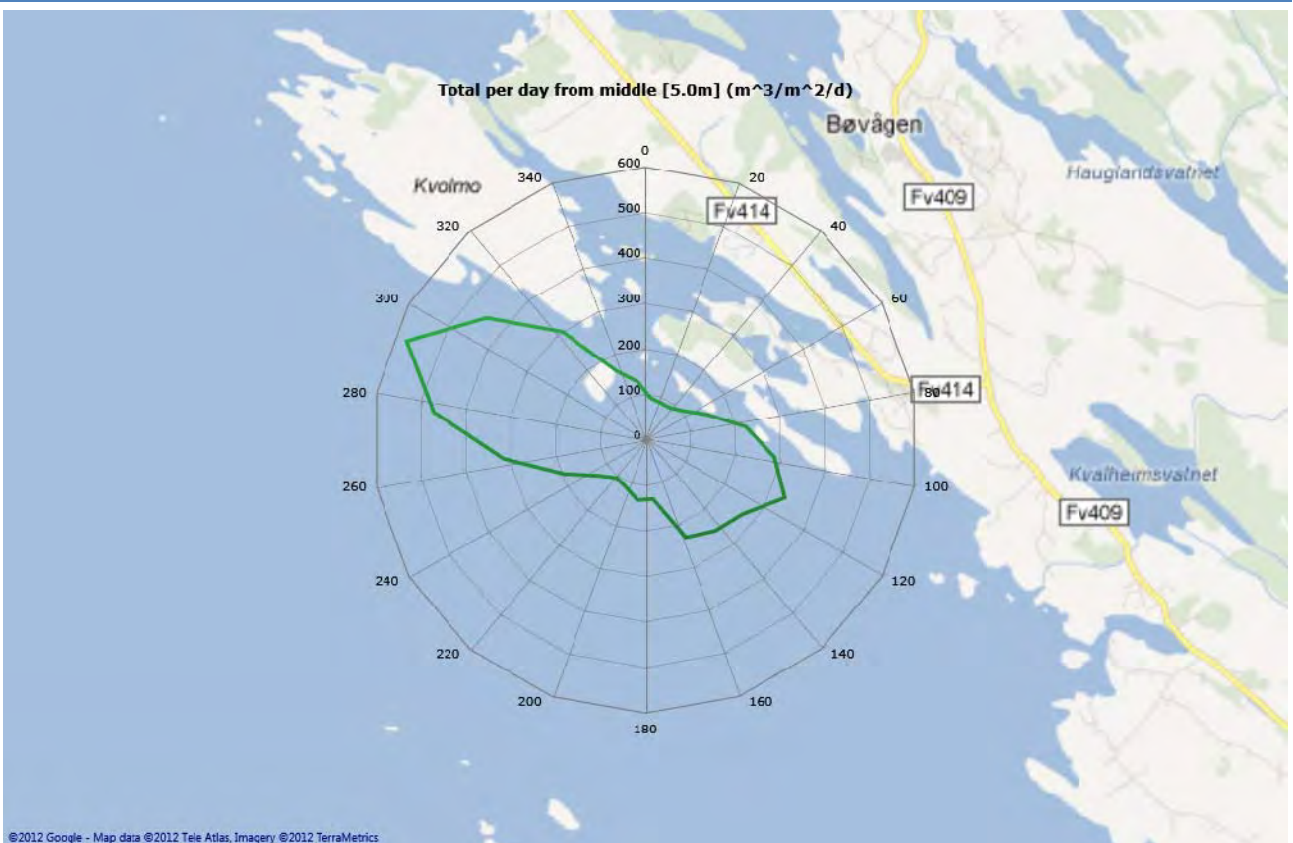 Total per day from middle [5.0m] (m^3/m^2/d)
Bøvågen
Hauglandsvatnet
Kvolmo
Fv414
Fv409
Fv414
Kvalheimsvatnet
Fv409
0
20
40
60
80
100
120
140
160
180
200
220
240
260
280
300
320
340
600
500
400
300
200
100
0
©2012 Google - Map data ©2012 Tele Atlas, Imagery ©2012 TerraMetrics